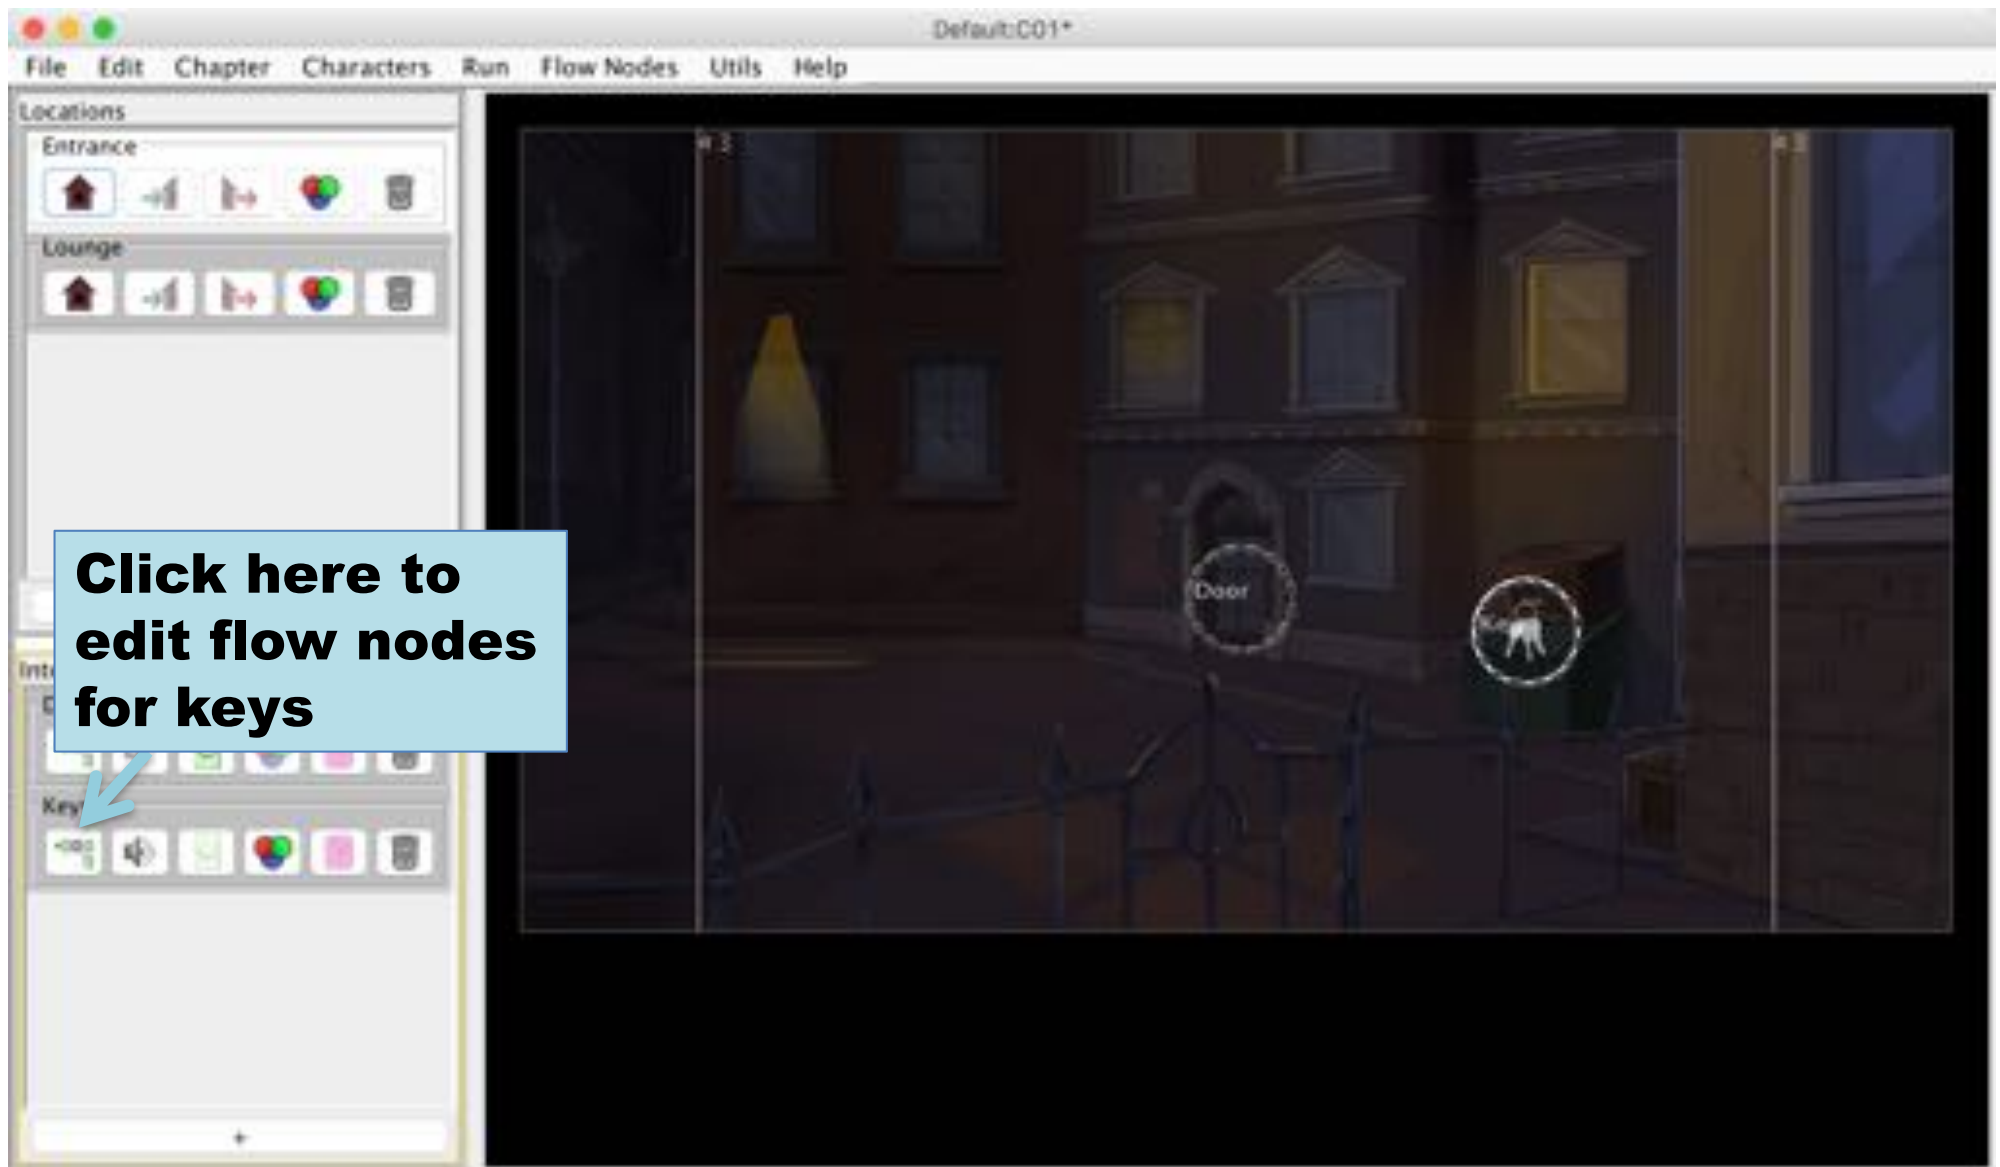 Default:C01*
File Edit Chapter Characters Run Flow Nodes Utils Help
Locations
Entrance
Lounge
Click here to
edit flow nodes
for keys
Door
+